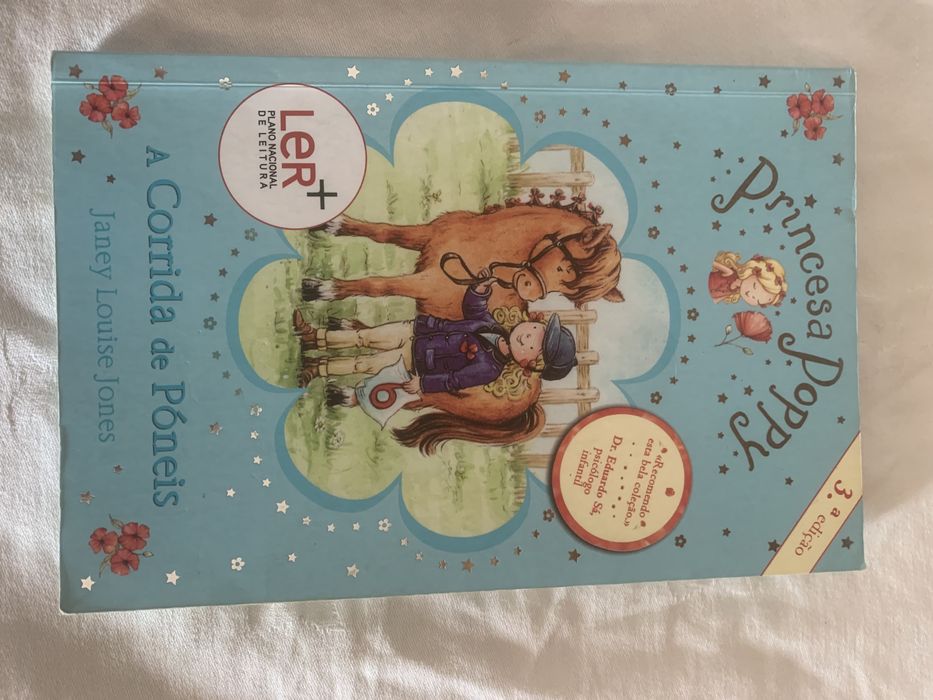 Princesa Poppy
3.ª edição
«Recomendo
esta bela coleção.»
Dr. Eduardo Sá,
psicólogo
infantil
6
LeR+
PLANO NACIONAL
DE LEITURA
A Corrida de Póneis
Janey Louise Jones